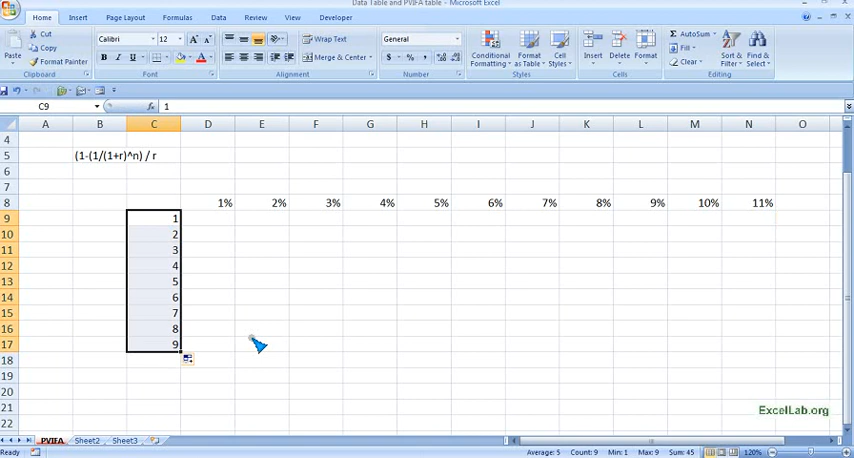 Data Table and PVIFA table - Microsoft Excel
Home Insert Page Layout Formulas Data Review View Developer
Paste
Cut
Copy
Format Painter
Clipboard
Calibri 12 A A
B I U A
Font
Wrap Text
Merge & Center
Alignment
General
$ % , .0 .00 .00 .0
Number
Conditional Formatting
Format as Table
Cell Styles
Styles
Insert Delete Format
Cells
Σ AutoSum
Fill
Clear
Sort & Filter
Find & Select
Editing
C9 fx 1
A B C D E F G H I J K L M N O
4
5 (1-(1/(1+r)^n) / r
6
7
8 1% 2% 3% 4% 5% 6% 7% 8% 9% 10% 11%
9 1
10 2
11 3
12 4
13 5
14 6
15 7
16 8
17 9
18
19
20
21
22
ExcelLab.org
PVIFA Sheet2 Sheet3
Ready Average: 5 Count: 9 Min: 1 Max: 9 Sum: 45 120%